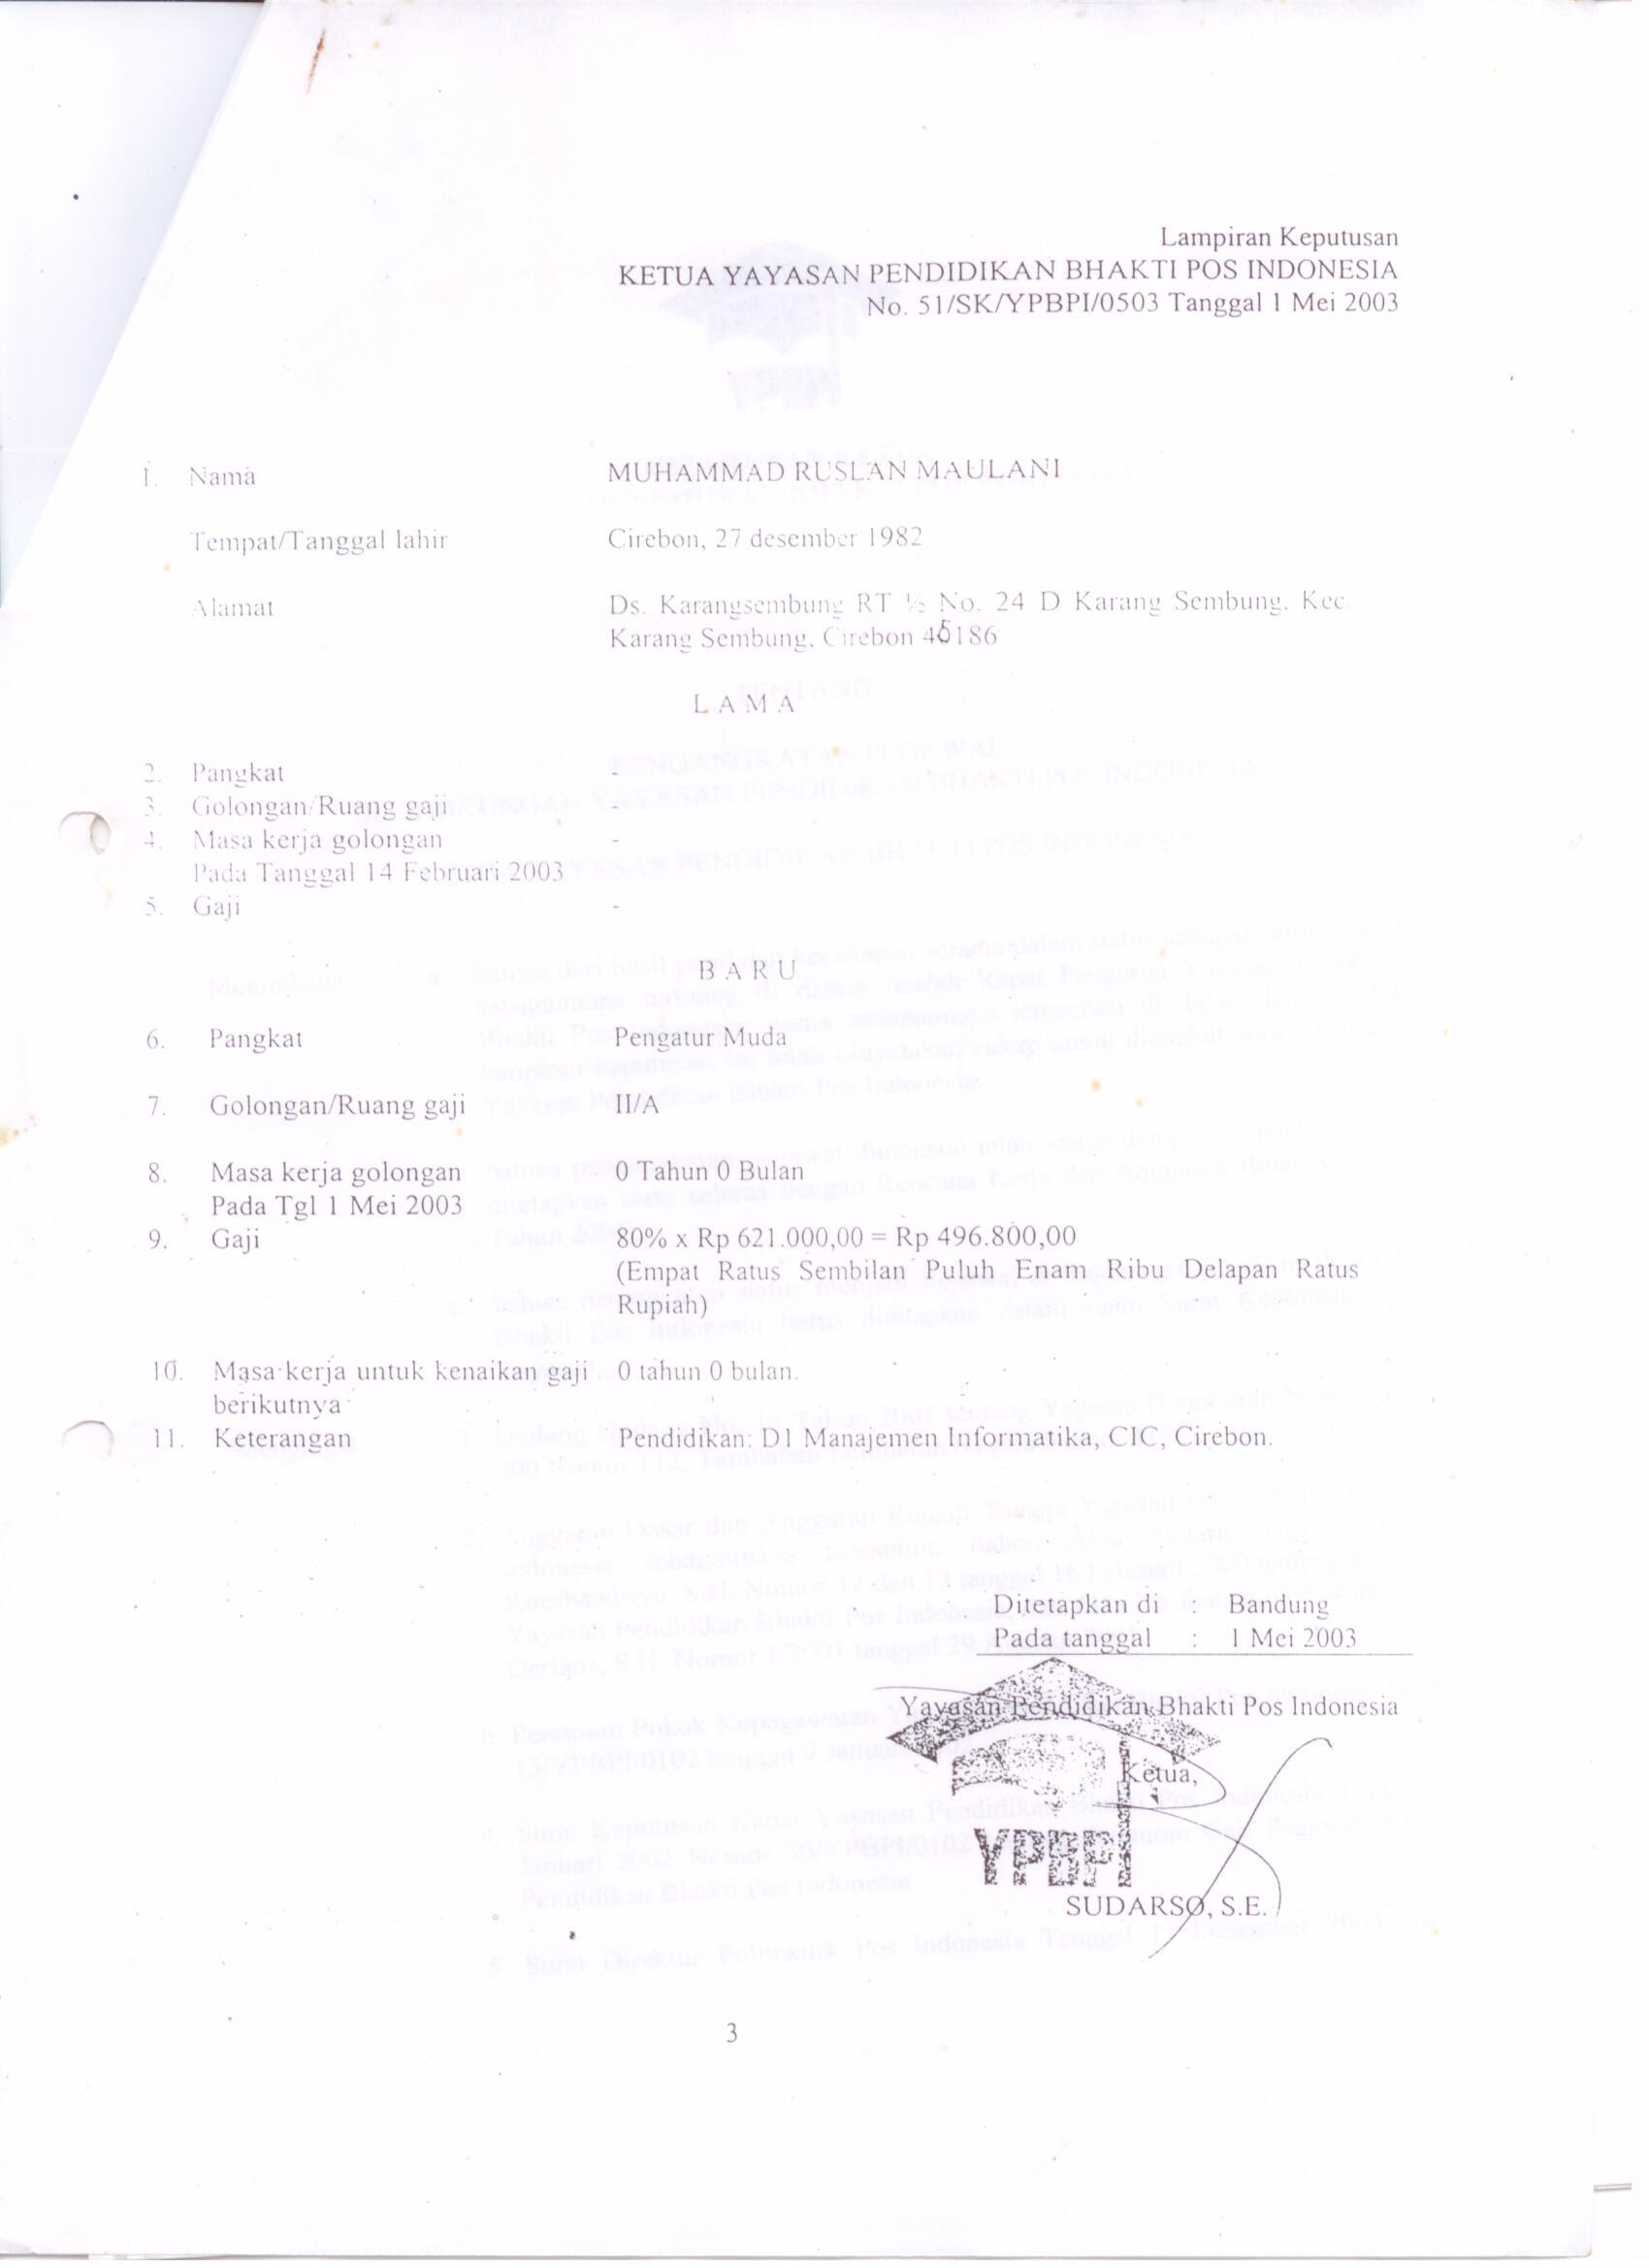 Lampiran Keputusan
KETUA YAYASAN PENDIDIKAN BHAKTI POS INDONESIA
No. 51/SK/YPBPI/0503 Tanggal 1 Mei 2003
1. Nama MUHAMMAD RUSLAN MAULANI
Tempat/Tanggal lahir Cirebon, 27 desember 1982
Alamat Ds. Karangsembung RT ½ No. 24 D Karang Sembung. Kec.
Karang Sembung, Cirebon 45186
L A M A
2. Pangkat -
3. Golongan/Ruang gaji -
4. Masa kerja golongan -
Pada Tanggal 14 Februari 2003
5. Gaji -
B A R U
6. Pangkat Pengatur Muda
7. Golongan/Ruang gaji II/A
8. Masa kerja golongan 0 Tahun 0 Bulan
Pada Tgl 1 Mei 2003
9. Gaji 80% x Rp 621.000,00 = Rp 496.800,00
(Empat Ratus Sembilan Puluh Enam Ribu Delapan Ratus
Rupiah)
10. Masa kerja untuk kenaikan gaji 0 tahun 0 bulan.
berikutnya
11. Keterangan Pendidikan: D1 Manajemen Informatika, CIC, Cirebon.
Ditetapkan di : Bandung
Pada tanggal : 1 Mei 2003
Yayasan Pendidikan Bhakti Pos Indonesia
Ketua,
YPBPI
SUDARSO, S.E.
3